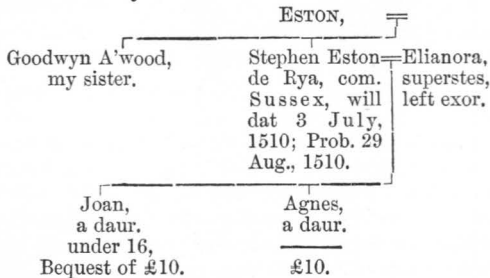 ESTON,
Goodwyn A'wood,
my sister.
Stephen Eston
de Rya, com.
Sussex, will
dat 3 July,
1510; Prob. 29
Aug., 1510.
Elianora,
superstes,
left exor.
Joan,
a daur.
under 16,
Bequest of £10.
Agnes,
a daur.
£10.